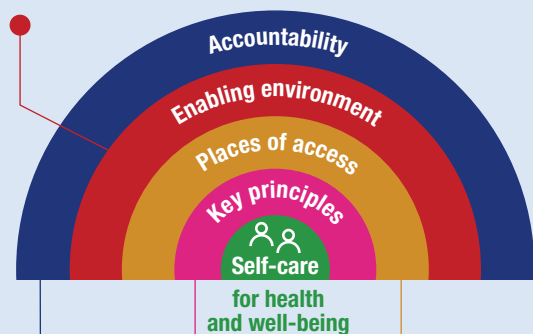 Accountability
Enabling environment
Places of access
Key principles
Self-care
for health
and well-being